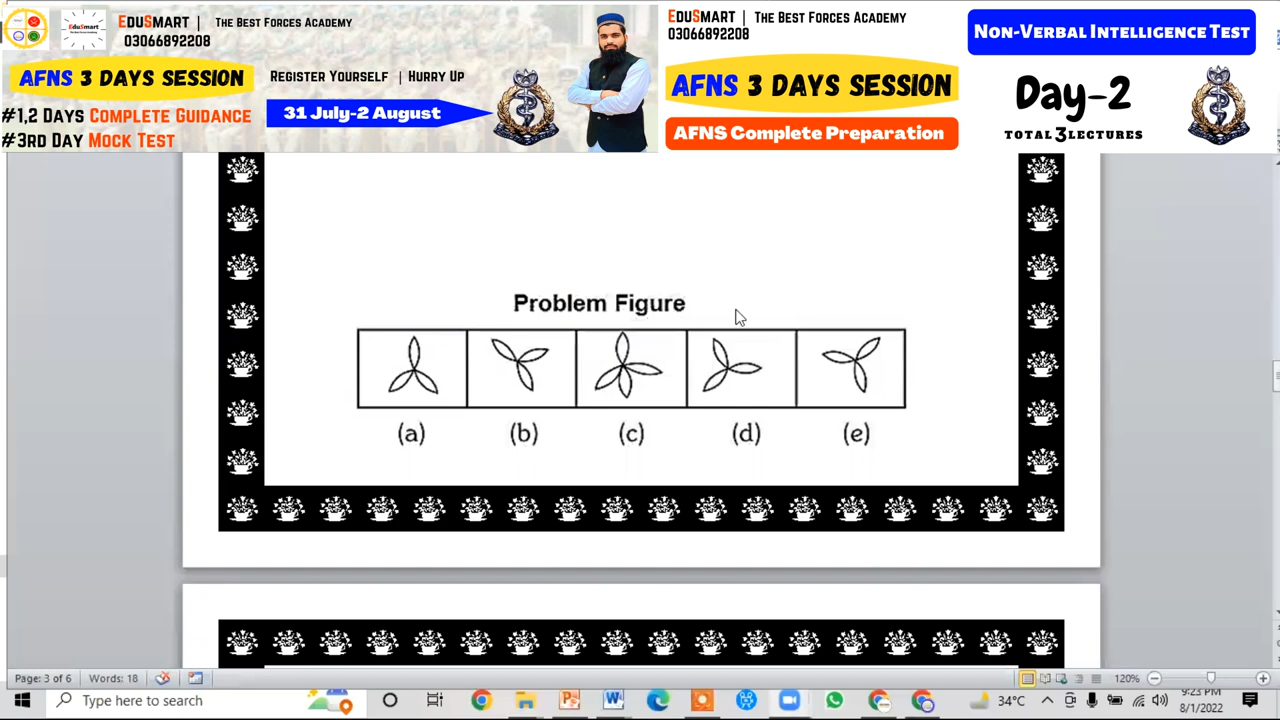 EDUSMART | THE BEST FORCES ACADEMY
03066892208
AFNS 3 DAYS SESSION
REGISTER YOURSELF | HURRY UP
31 July-2 August
#1,2 DAYS COMPLETE GUIDANCE
#3RD DAY MOCK TEST
EDUSMART | THE BEST FORCES ACADEMY
03066892208
AFNS 3 DAYS SESSION
AFNS Complete Preparation
NON-VERBAL INTELLIGENCE TEST
Day-2
TOTAL 3 LECTURES
Problem Figure
(a) (b) (c) (d) (e)
Page: 3 of 6 Words: 18
120%
Type here to search
34°C
9:23 PM
8/1/2022